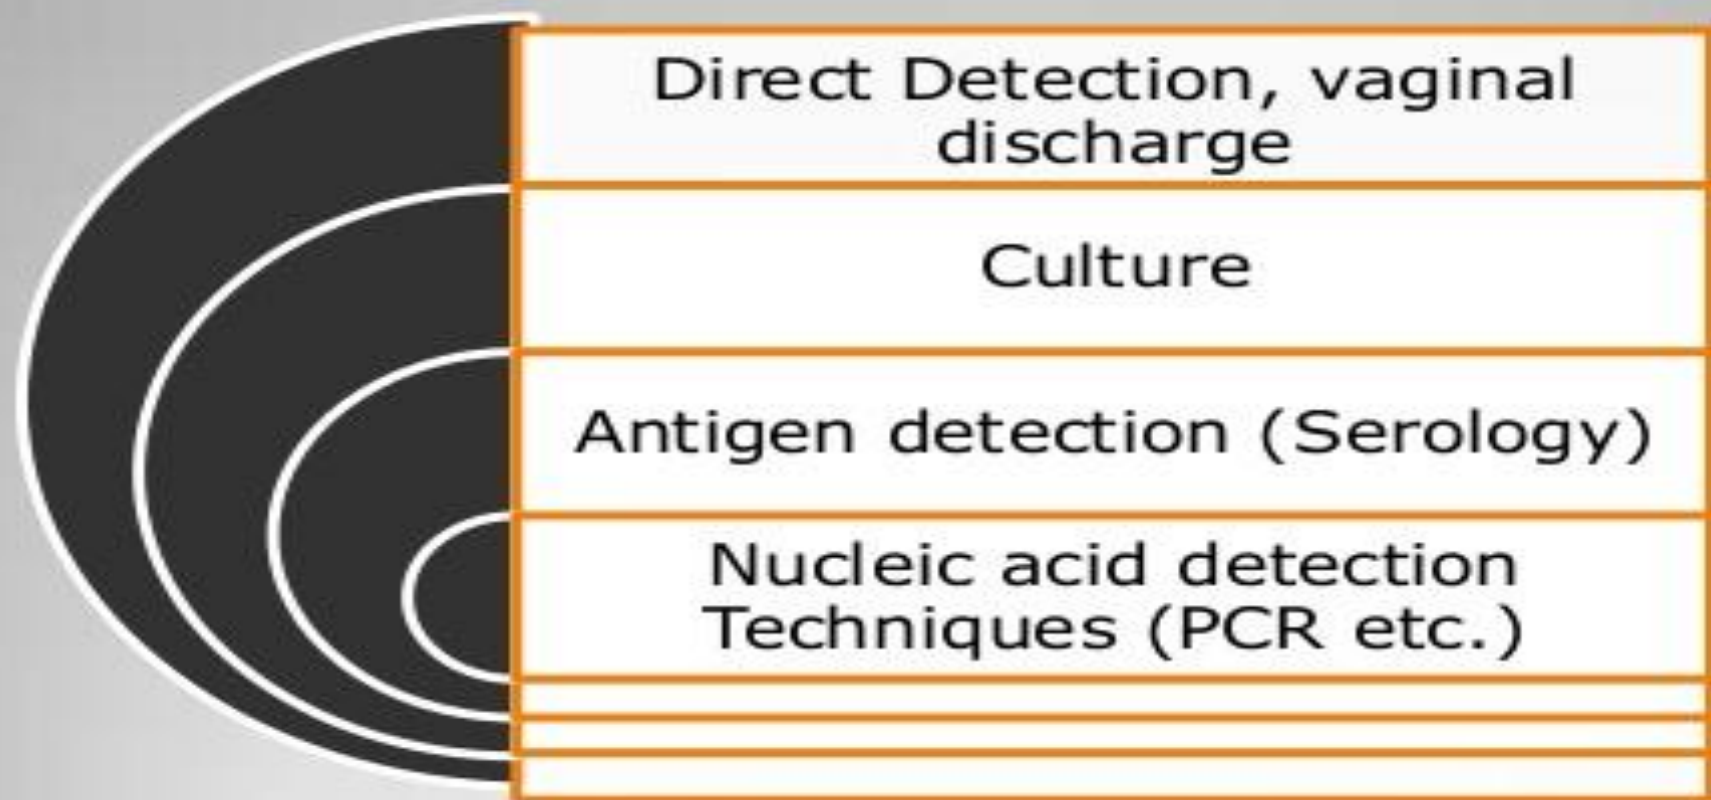 Direct Detection, vaginal
discharge
Culture
Antigen detection (Serology)
Nucleic acid detection
Techniques (PCR etc.)